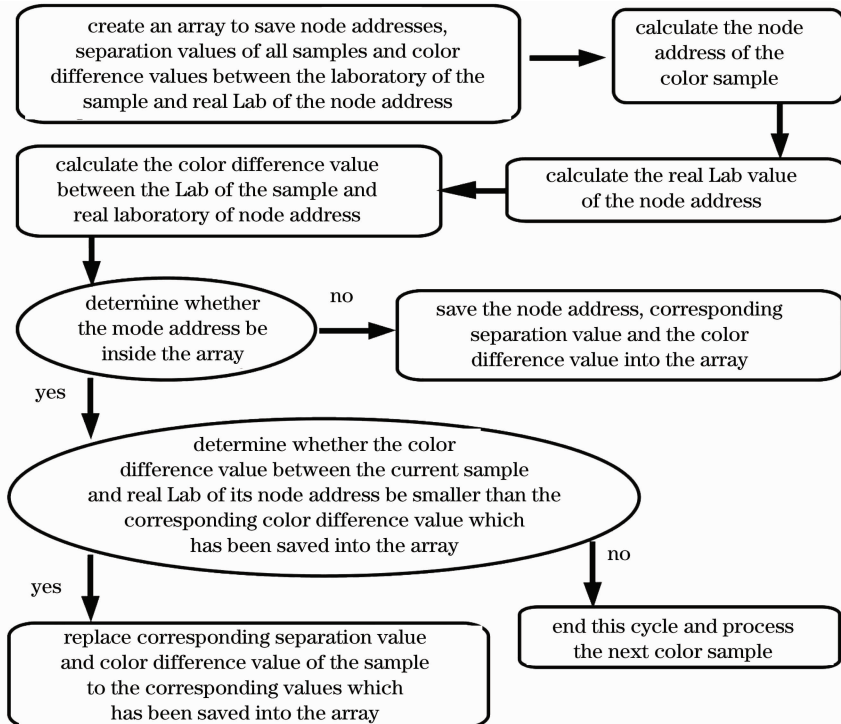 create an array to save node addresses,
separation values of all samples and color
difference values between the laboratory of the
sample and real Lab of the node address
calculate the node
address of the
color sample
calculate the real Lab value
of the node address
calculate the color difference value
between the Lab of the sample and
real laboratory of node address
determine whether
the mode address be
inside the array
no
save the node address, corresponding
separation value and the color
difference value into the array
yes
determine whether the color
difference value between the current sample
and real Lab of its node address be smaller than the
corresponding color difference value which
has been saved into the array
no
yes
end this cycle and process
the next color sample
replace corresponding separation value
and color difference value of the sample
to the corresponding values which
has been saved into the array